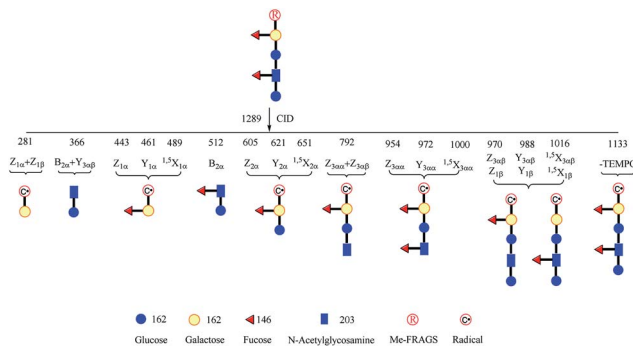 R
1289 CID
281 366 443 461 489 512 605 621 651 792 954 972 1000 970 988 1016 1133
Z1α+Z1β B2α+Y3αβ Z1α Y1α 1,5X1α B2α Z2α Y2α 1,5X2α Z3αα+Z3αβ Z3αα Y3αα 1,5X3αα Z3αβ Y3αβ 1,5X3αβ -TEMPO
Z1β Y1β 1,5X1β
C• C• C• C• C• C• C• C•
162 162 146 203 R C•
Glucose Galactose Fucose N-Acetylglycosamine Me-FRAGS Radical